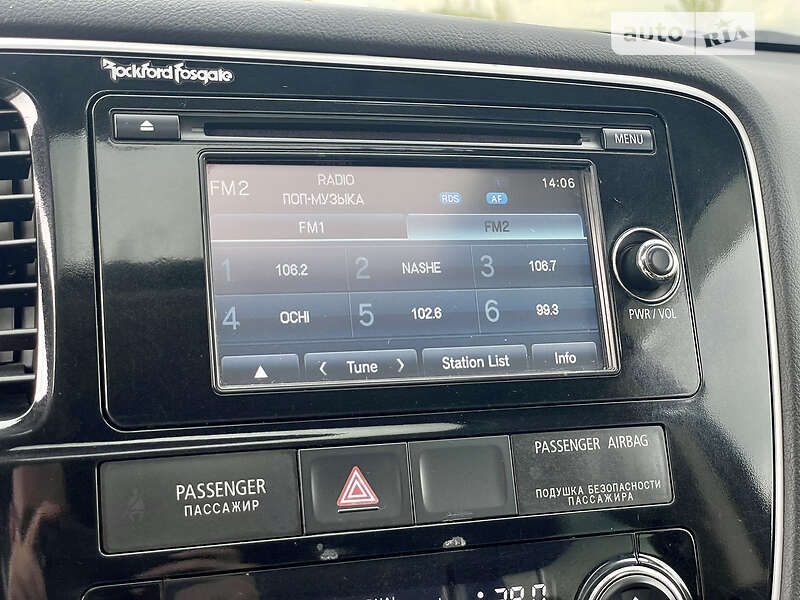 auto RIA
Rockford Fosgate
MENU
FM2 RADIO 14:06
ПОП-МУЗЫКА RDS AF
FM1 FM2
1 106.2 2 NASHE 3 106.7
4 OCHI 5 102.6 6 99.3
< Tune > Station List Info
PWR / VOL
PASSENGER
ПАССАЖИР
PASSENGER AIRBAG
ПОДУШКА БЕЗОПАСНОСТИ
ПАССАЖИРА